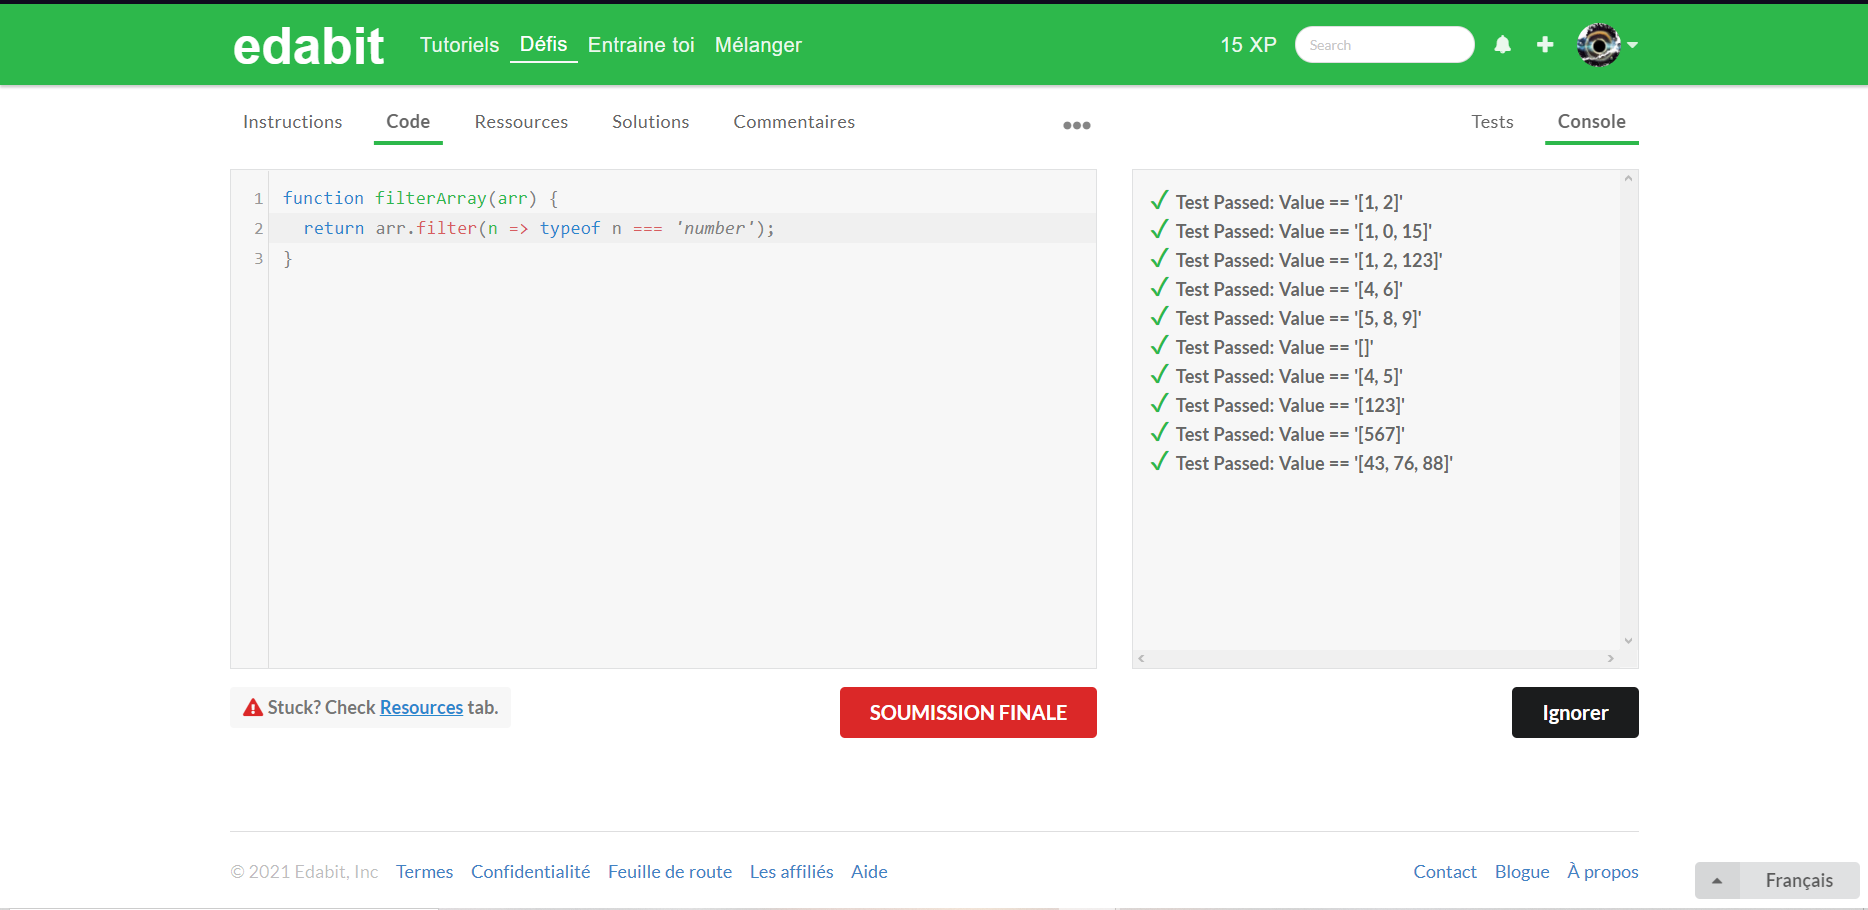 edabit Tutoriels Défis Entraine toi Mélanger 15 XP Search
Instructions Code Ressources Solutions Commentaires Tests Console
1 function filterArray(arr) {
2 return arr.filter(n => typeof n === 'number');
3 }
✓ Test Passed: Value == '[1, 2]'
✓ Test Passed: Value == '[1, 0, 15]'
✓ Test Passed: Value == '[1, 2, 123]'
✓ Test Passed: Value == '[4, 6]'
✓ Test Passed: Value == '[5, 8, 9]'
✓ Test Passed: Value == '[]'
✓ Test Passed: Value == '[4, 5]'
✓ Test Passed: Value == '[123]'
✓ Test Passed: Value == '[567]'
✓ Test Passed: Value == '[43, 76, 88]'
Stuck? Check Resources tab. SOUMISSION FINALE Ignorer
© 2021 Edabit, Inc Termes Confidentialité Feuille de route Les affiliés Aide Contact Blogue À propos
Français